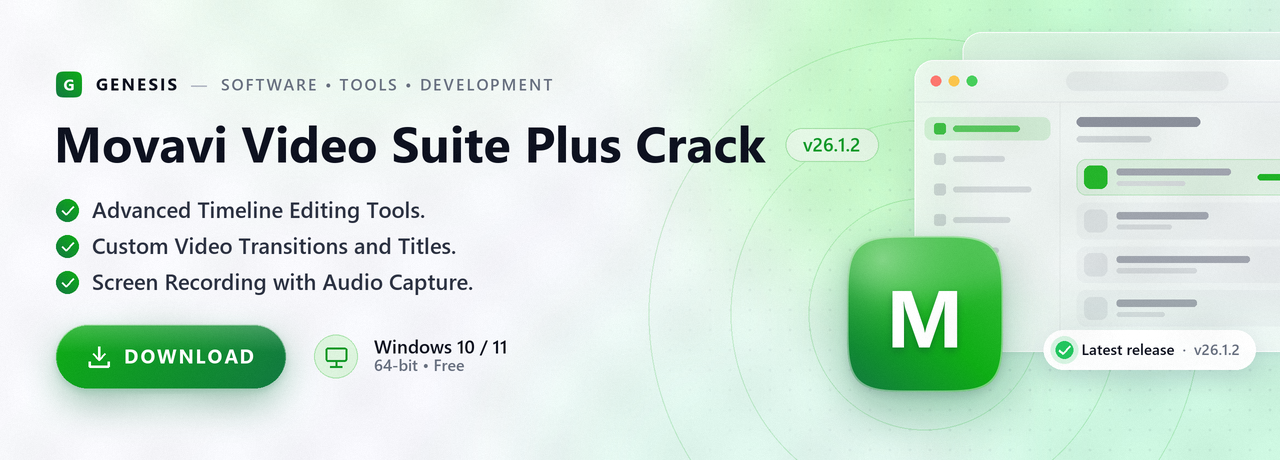 G GENESIS — SOFTWARE • TOOLS • DEVELOPMENT
Movavi Video Suite Plus Crack v26.1.2
Advanced Timeline Editing Tools.
Custom Video Transitions and Titles.
Screen Recording with Audio Capture.
DOWNLOAD
Windows 10 / 11
64-bit • Free
M
Latest release · v26.1.2